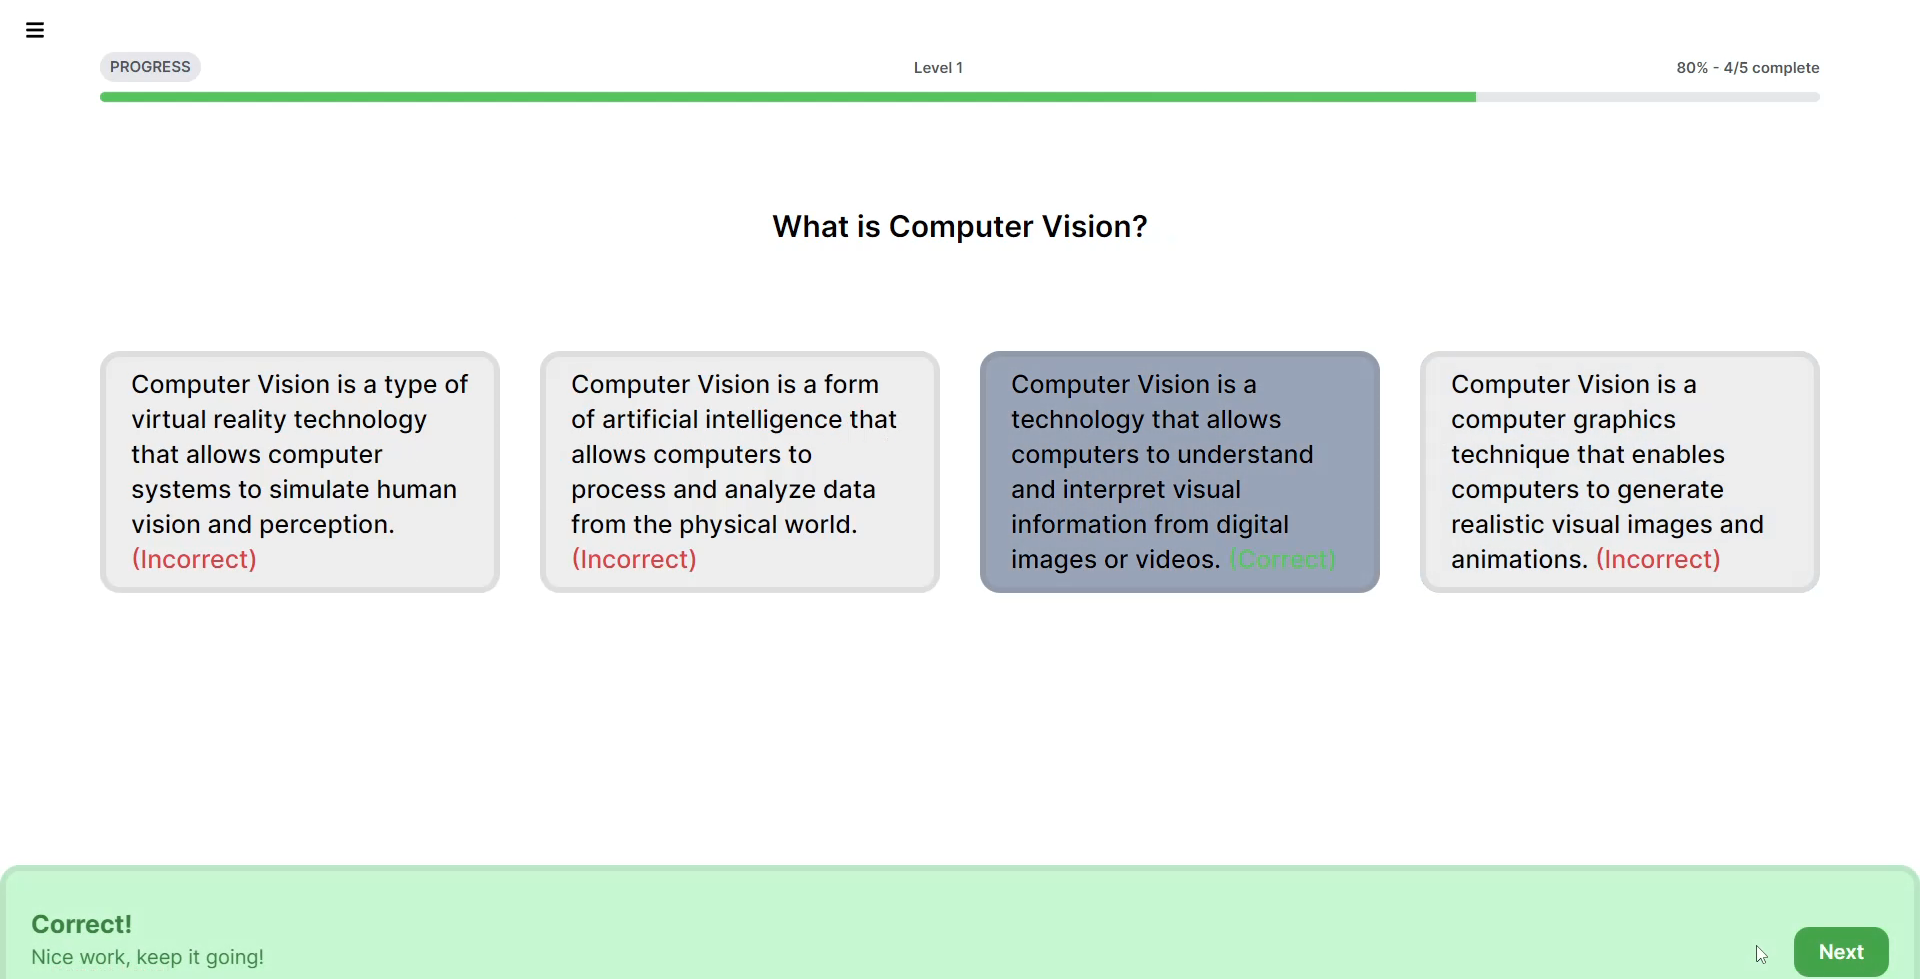 PROGRESS
Level 1
80% - 4/5 complete
What is Computer Vision?
Computer Vision is a type of
virtual reality technology
that allows computer
systems to simulate human
vision and perception.
(Incorrect)
Computer Vision is a form
of artificial intelligence that
allows computers to
process and analyze data
from the physical world.
(Incorrect)
Computer Vision is a
technology that allows
computers to understand
and interpret visual
information from digital
images or videos. (Correct)
Computer Vision is a
computer graphics
technique that enables
computers to generate
realistic visual images and
animations. (Incorrect)
Correct!
Nice work, keep it going!
Next